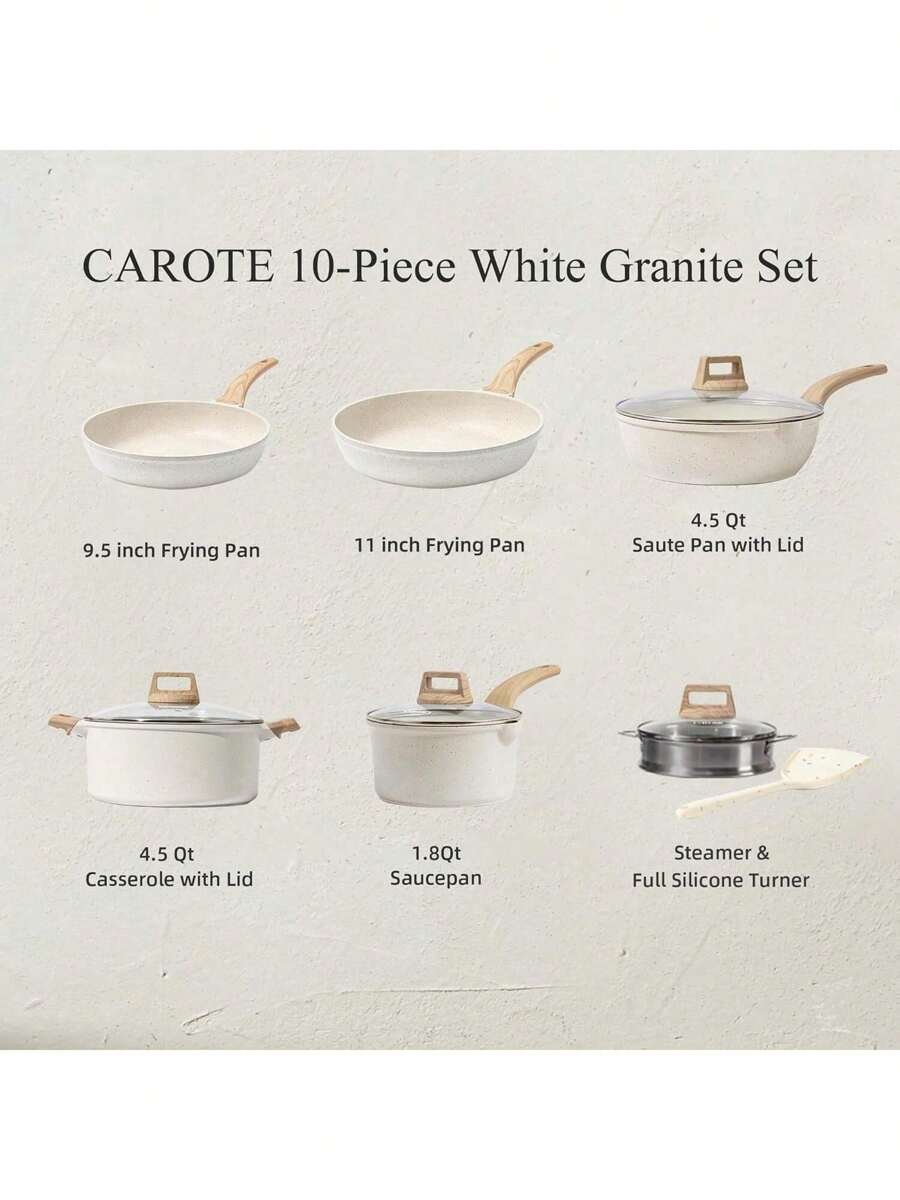 CAROTE 10-Piece White Granite Set
9.5 inch Frying Pan
11 inch Frying Pan
4.5 Qt
Saute Pan with Lid
4.5 Qt
Casserole with Lid
1.8Qt
Saucepan
Steamer &
Full Silicone Turner